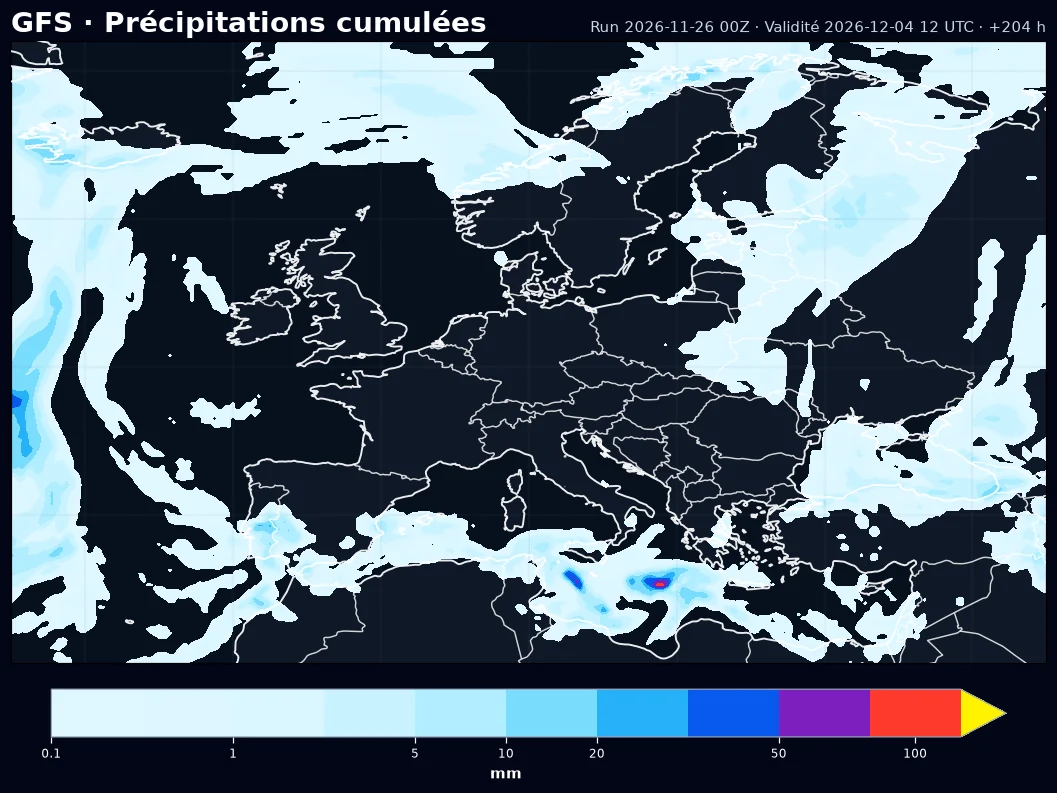 GFS · Précipitations cumulées
Run 2026-11-26 00Z · Validité 2026-12-04 12 UTC · +204 h
0.1 1 5 10 20 50 100
mm